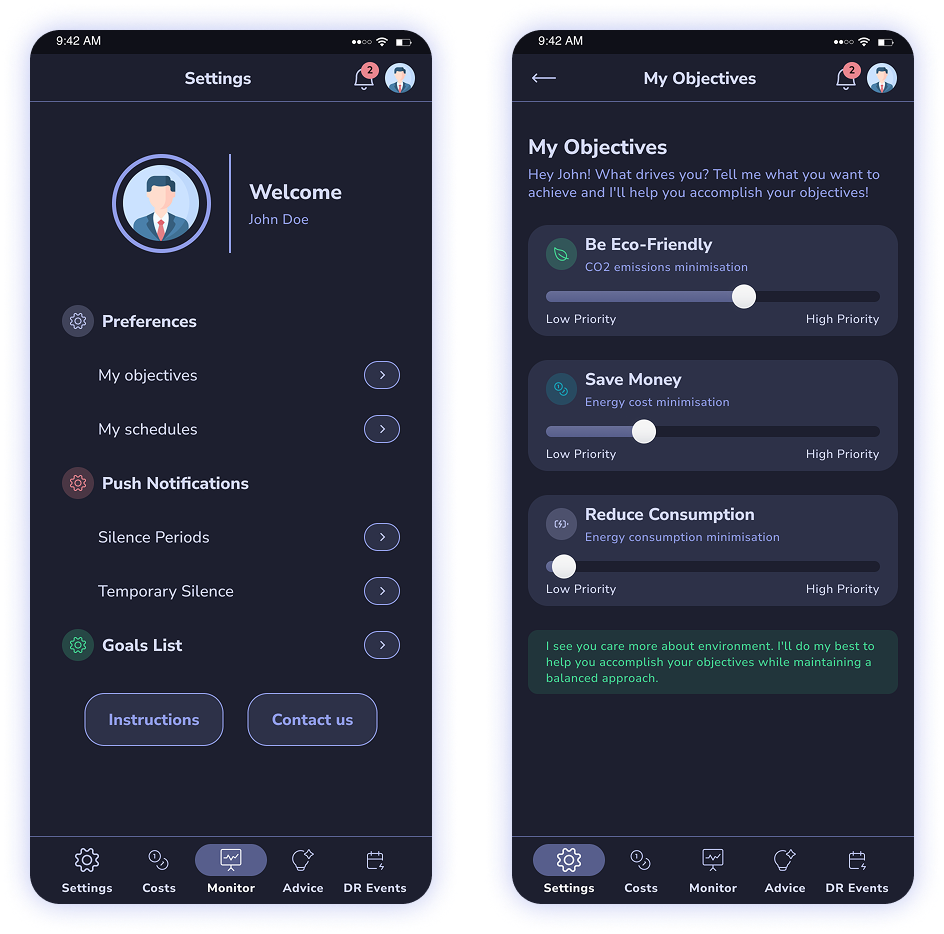 9:42 AM
Settings
2
Welcome
John Doe
Preferences
My objectives
My schedules
Push Notifications
Silence Periods
Temporary Silence
Goals List
Instructions
Contact us
Settings
Costs
Monitor
Advice
DR Events
9:42 AM
My Objectives
2
My Objectives
Hey John! What drives you? Tell me what you want to
achieve and I'll help you accomplish your objectives!
Be Eco-Friendly
CO2 emissions minimisation
Low Priority
High Priority
Save Money
Energy cost minimisation
Low Priority
High Priority
Reduce Consumption
Energy consumption minimisation
Low Priority
High Priority
I see you care more about environment. I'll do my best to
help you accomplish your objectives while maintaining a
balanced approach.
Settings
Costs
Monitor
Advice
DR Events